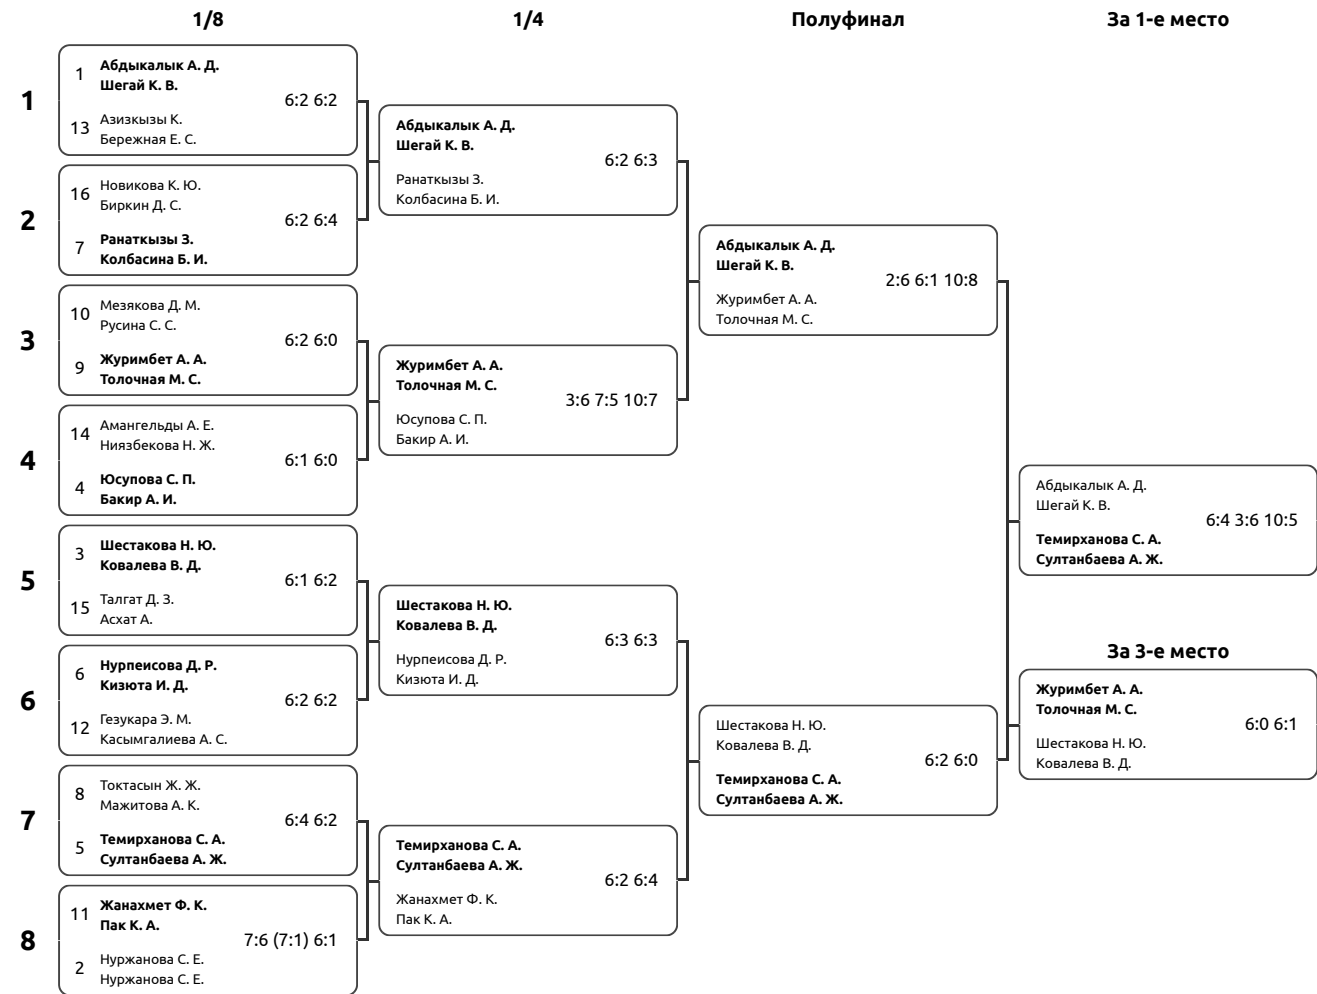 1/8
1/4
Полуфинал
За 1-е место
1
1
Абдыкалык А. Д.
Шегай К. В.
6:2 6:2
13
Азизкызы К.
Бережная Е. С.
2
16
Новикова К. Ю.
Биркин Д. С.
6:2 6:4
7
Ранаткызы З.
Колбасина Б. И.
3
10
Мезякова Д. М.
Русина С. С.
6:2 6:0
9
Журимбет А. А.
Толочная М. С.
4
14
Амангельды А. Е.
Ниязбекова Н. Ж.
6:1 6:0
4
Юсупова С. П.
Бакир А. И.
5
3
Шестакова Н. Ю.
Ковалева В. Д.
6:1 6:2
15
Талгат Д. З.
Асхат А.
6
6
Нурпеисова Д. Р.
Кизюта И. Д.
6:2 6:2
12
Гезукара Э. М.
Касымгалиева А. С.
7
8
Токтасын Ж. Ж.
Мажитова А. К.
6:4 6:2
5
Темирханова С. А.
Султанбаева А. Ж.
8
11
Жанахмет Ф. К.
Пак К. А.
7:6 (7:1) 6:1
2
Нуржанова С. Е.
Нуржанова С. Е.
Абдыкалык А. Д.
Шегай К. В.
6:2 6:3
Ранаткызы З.
Колбасина Б. И.
Журимбет А. А.
Толочная М. С.
3:6 7:5 10:7
Юсупова С. П.
Бакир А. И.
Шестакова Н. Ю.
Ковалева В. Д.
6:3 6:3
Нурпеисова Д. Р.
Кизюта И. Д.
Темирханова С. А.
Султанбаева А. Ж.
6:2 6:4
Жанахмет Ф. К.
Пак К. А.
Абдыкалык А. Д.
Шегай К. В.
2:6 6:1 10:8
Журимбет А. А.
Толочная М. С.
Шестакова Н. Ю.
Ковалева В. Д.
6:2 6:0
Темирханова С. А.
Султанбаева А. Ж.
Абдыкалык А. Д.
Шегай К. В.
6:4 3:6 10:5
Темирханова С. А.
Султанбаева А. Ж.
За 3-е место
Журимбет А. А.
Толочная М. С.
6:0 6:1
Шестакова Н. Ю.
Ковалева В. Д.